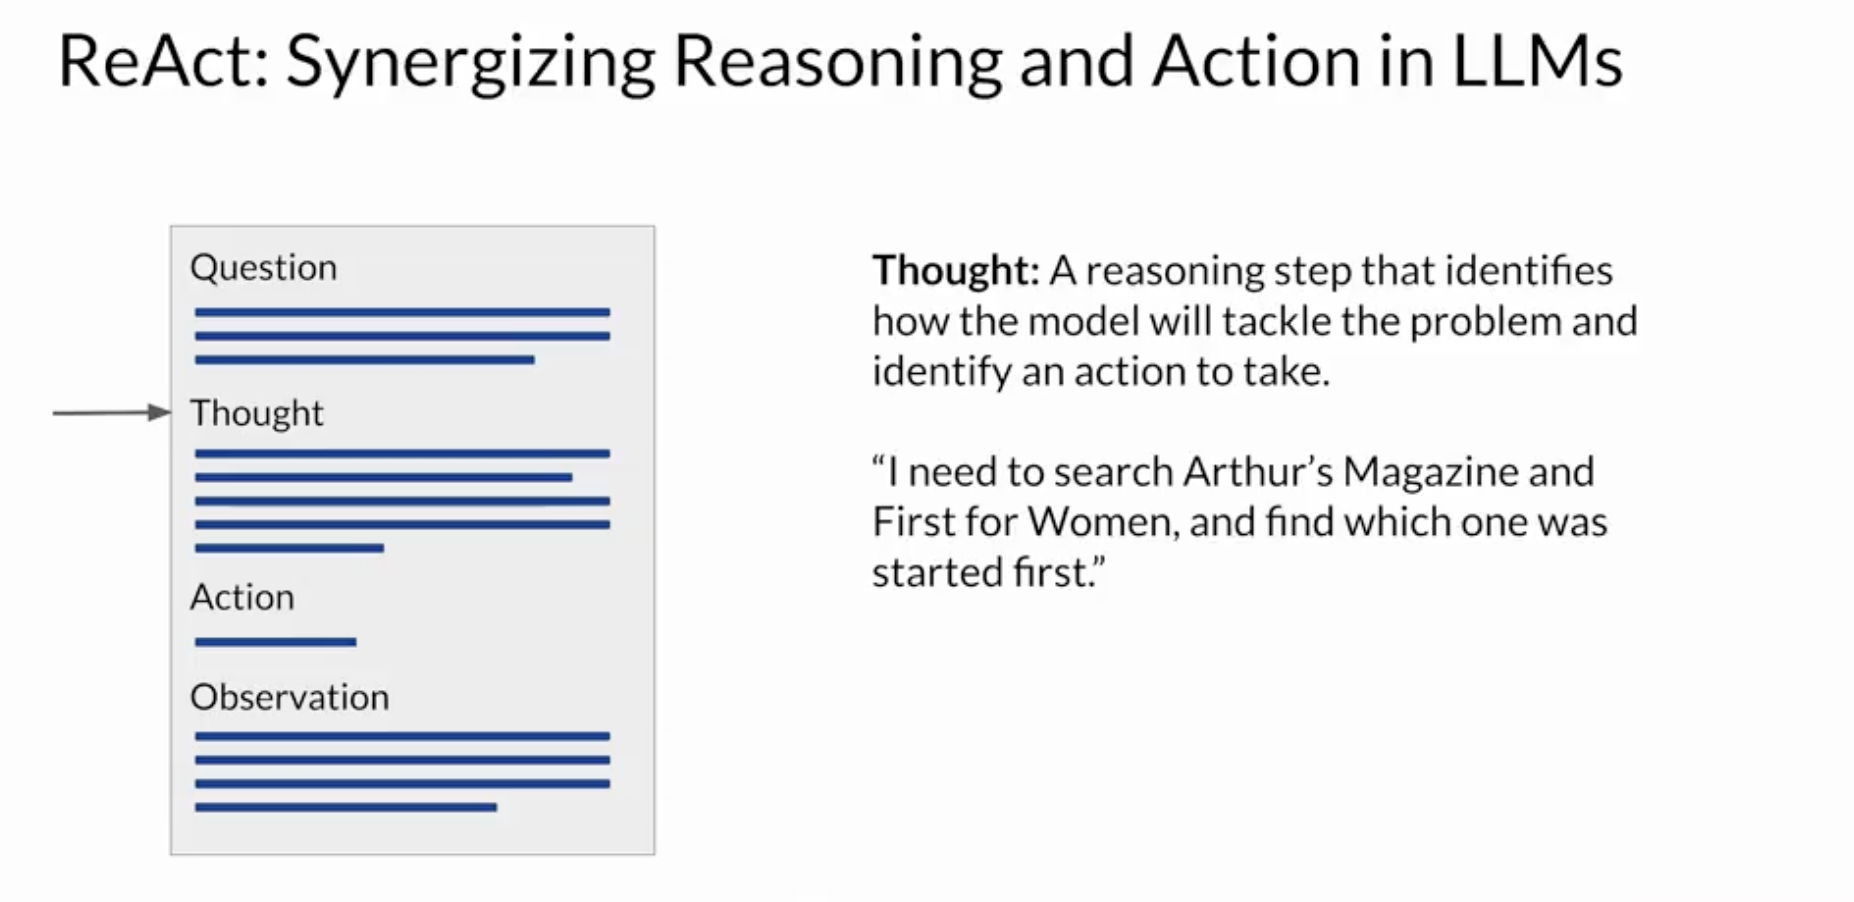 ReAct: Synergizing Reasoning and Action in LLMs
Question
Thought
Action
Observation
Thought: A reasoning step that identifies
how the model will tackle the problem and
identify an action to take.
“I need to search Arthur’s Magazine and
First for Women, and find which one was
started first.”